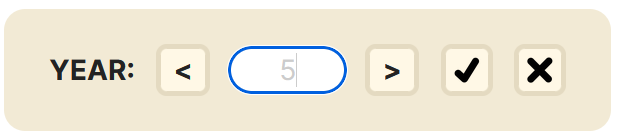 YEAR: < 5 > ✔ ✖